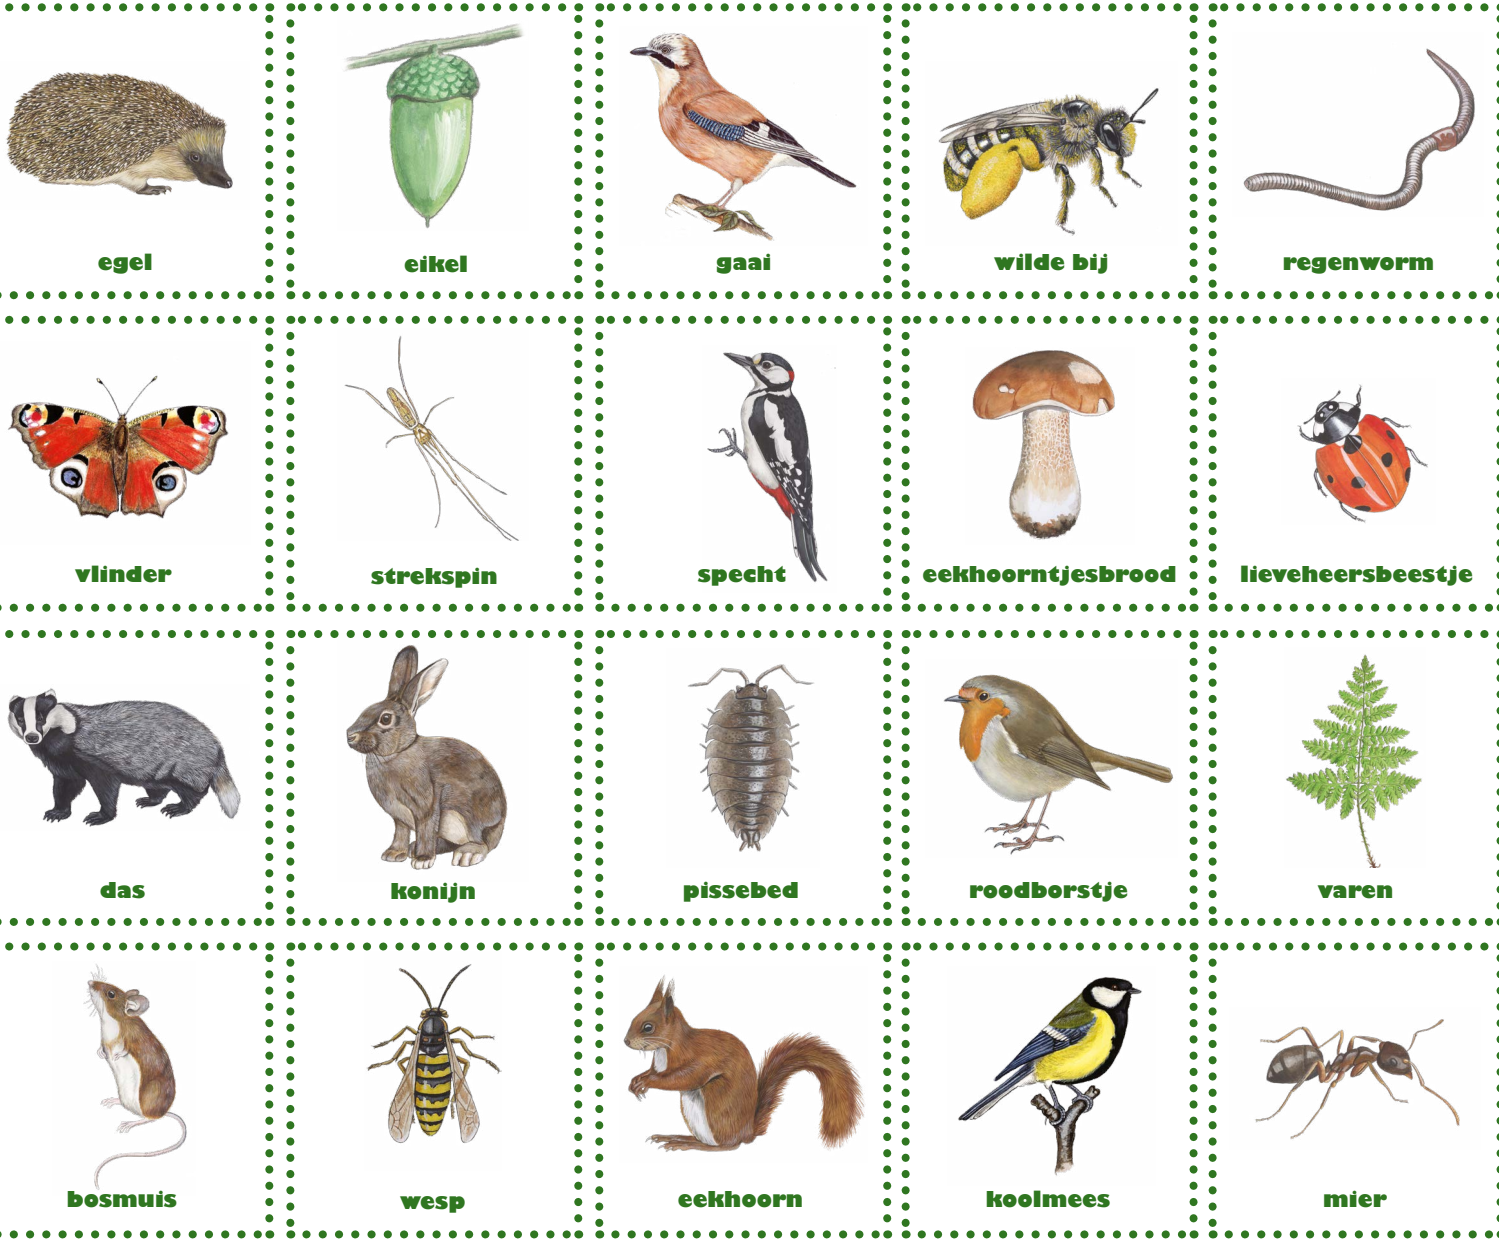 egel
eikel
gaai
wilde bij
regenworm
vlinder
strekspin
specht
eekhoorntjesbrood
lieveheersbeestje
das
konijn
pissebed
roodborstje
varen
bosmuis
wesp
eekhoorn
koolmees
mier